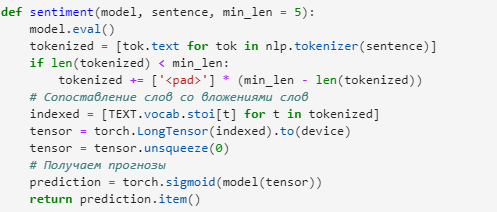 def sentiment(model, sentence, min_len = 5):
    model.eval()
    tokenized = [tok.text for tok in nlp.tokenizer(sentence)]
    if len(tokenized) < min_len:
        tokenized += ['<pad>'] * (min_len - len(tokenized))
    # Сопоставление слов со вложениями слов
    indexed = [TEXT.vocab.stoi[t] for t in tokenized]
    tensor = torch.LongTensor(indexed).to(device)
    tensor = tensor.unsqueeze(0)
    # Получаем прогнозы
    prediction = torch.sigmoid(model(tensor))
    return prediction.item()